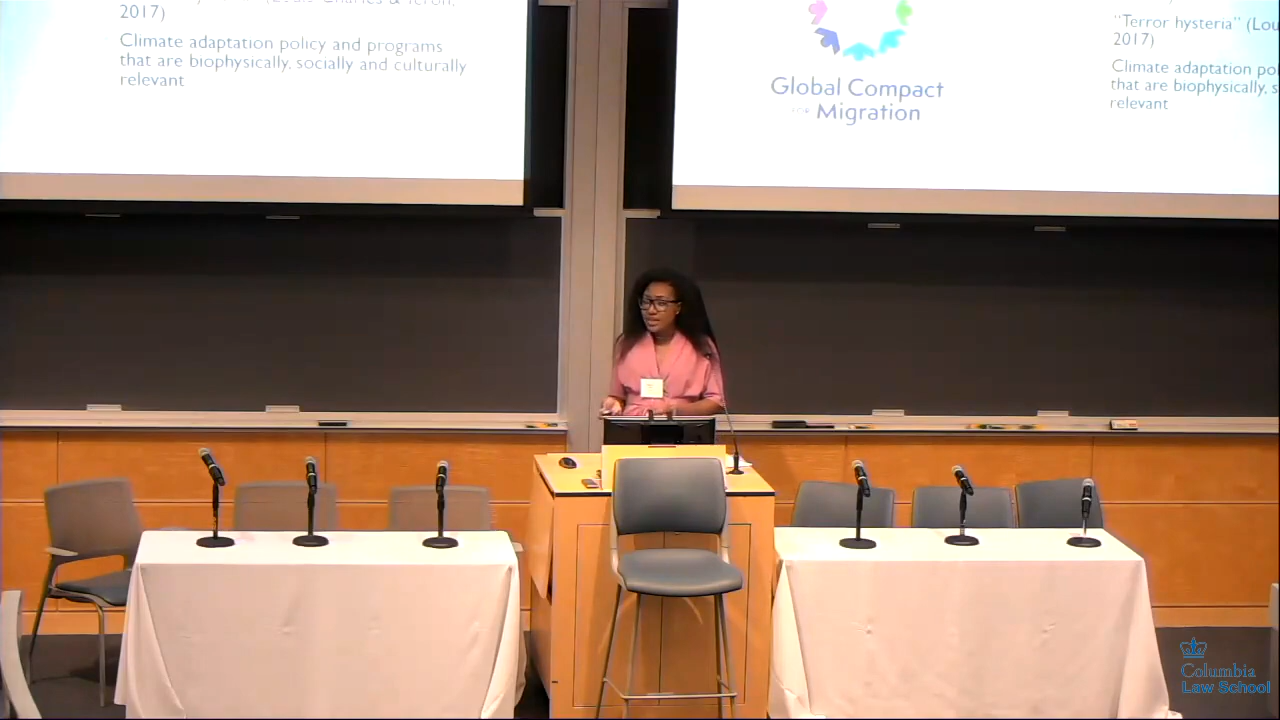 2017)
Climate adaptation policy and programs
that are biophysically, socially and culturally
relevant
Global Compact
Migration
"Terror hysteria" (Lou
2017)
Climate adaptation po
that are biophysically, s
relevant
Columbia
Law School